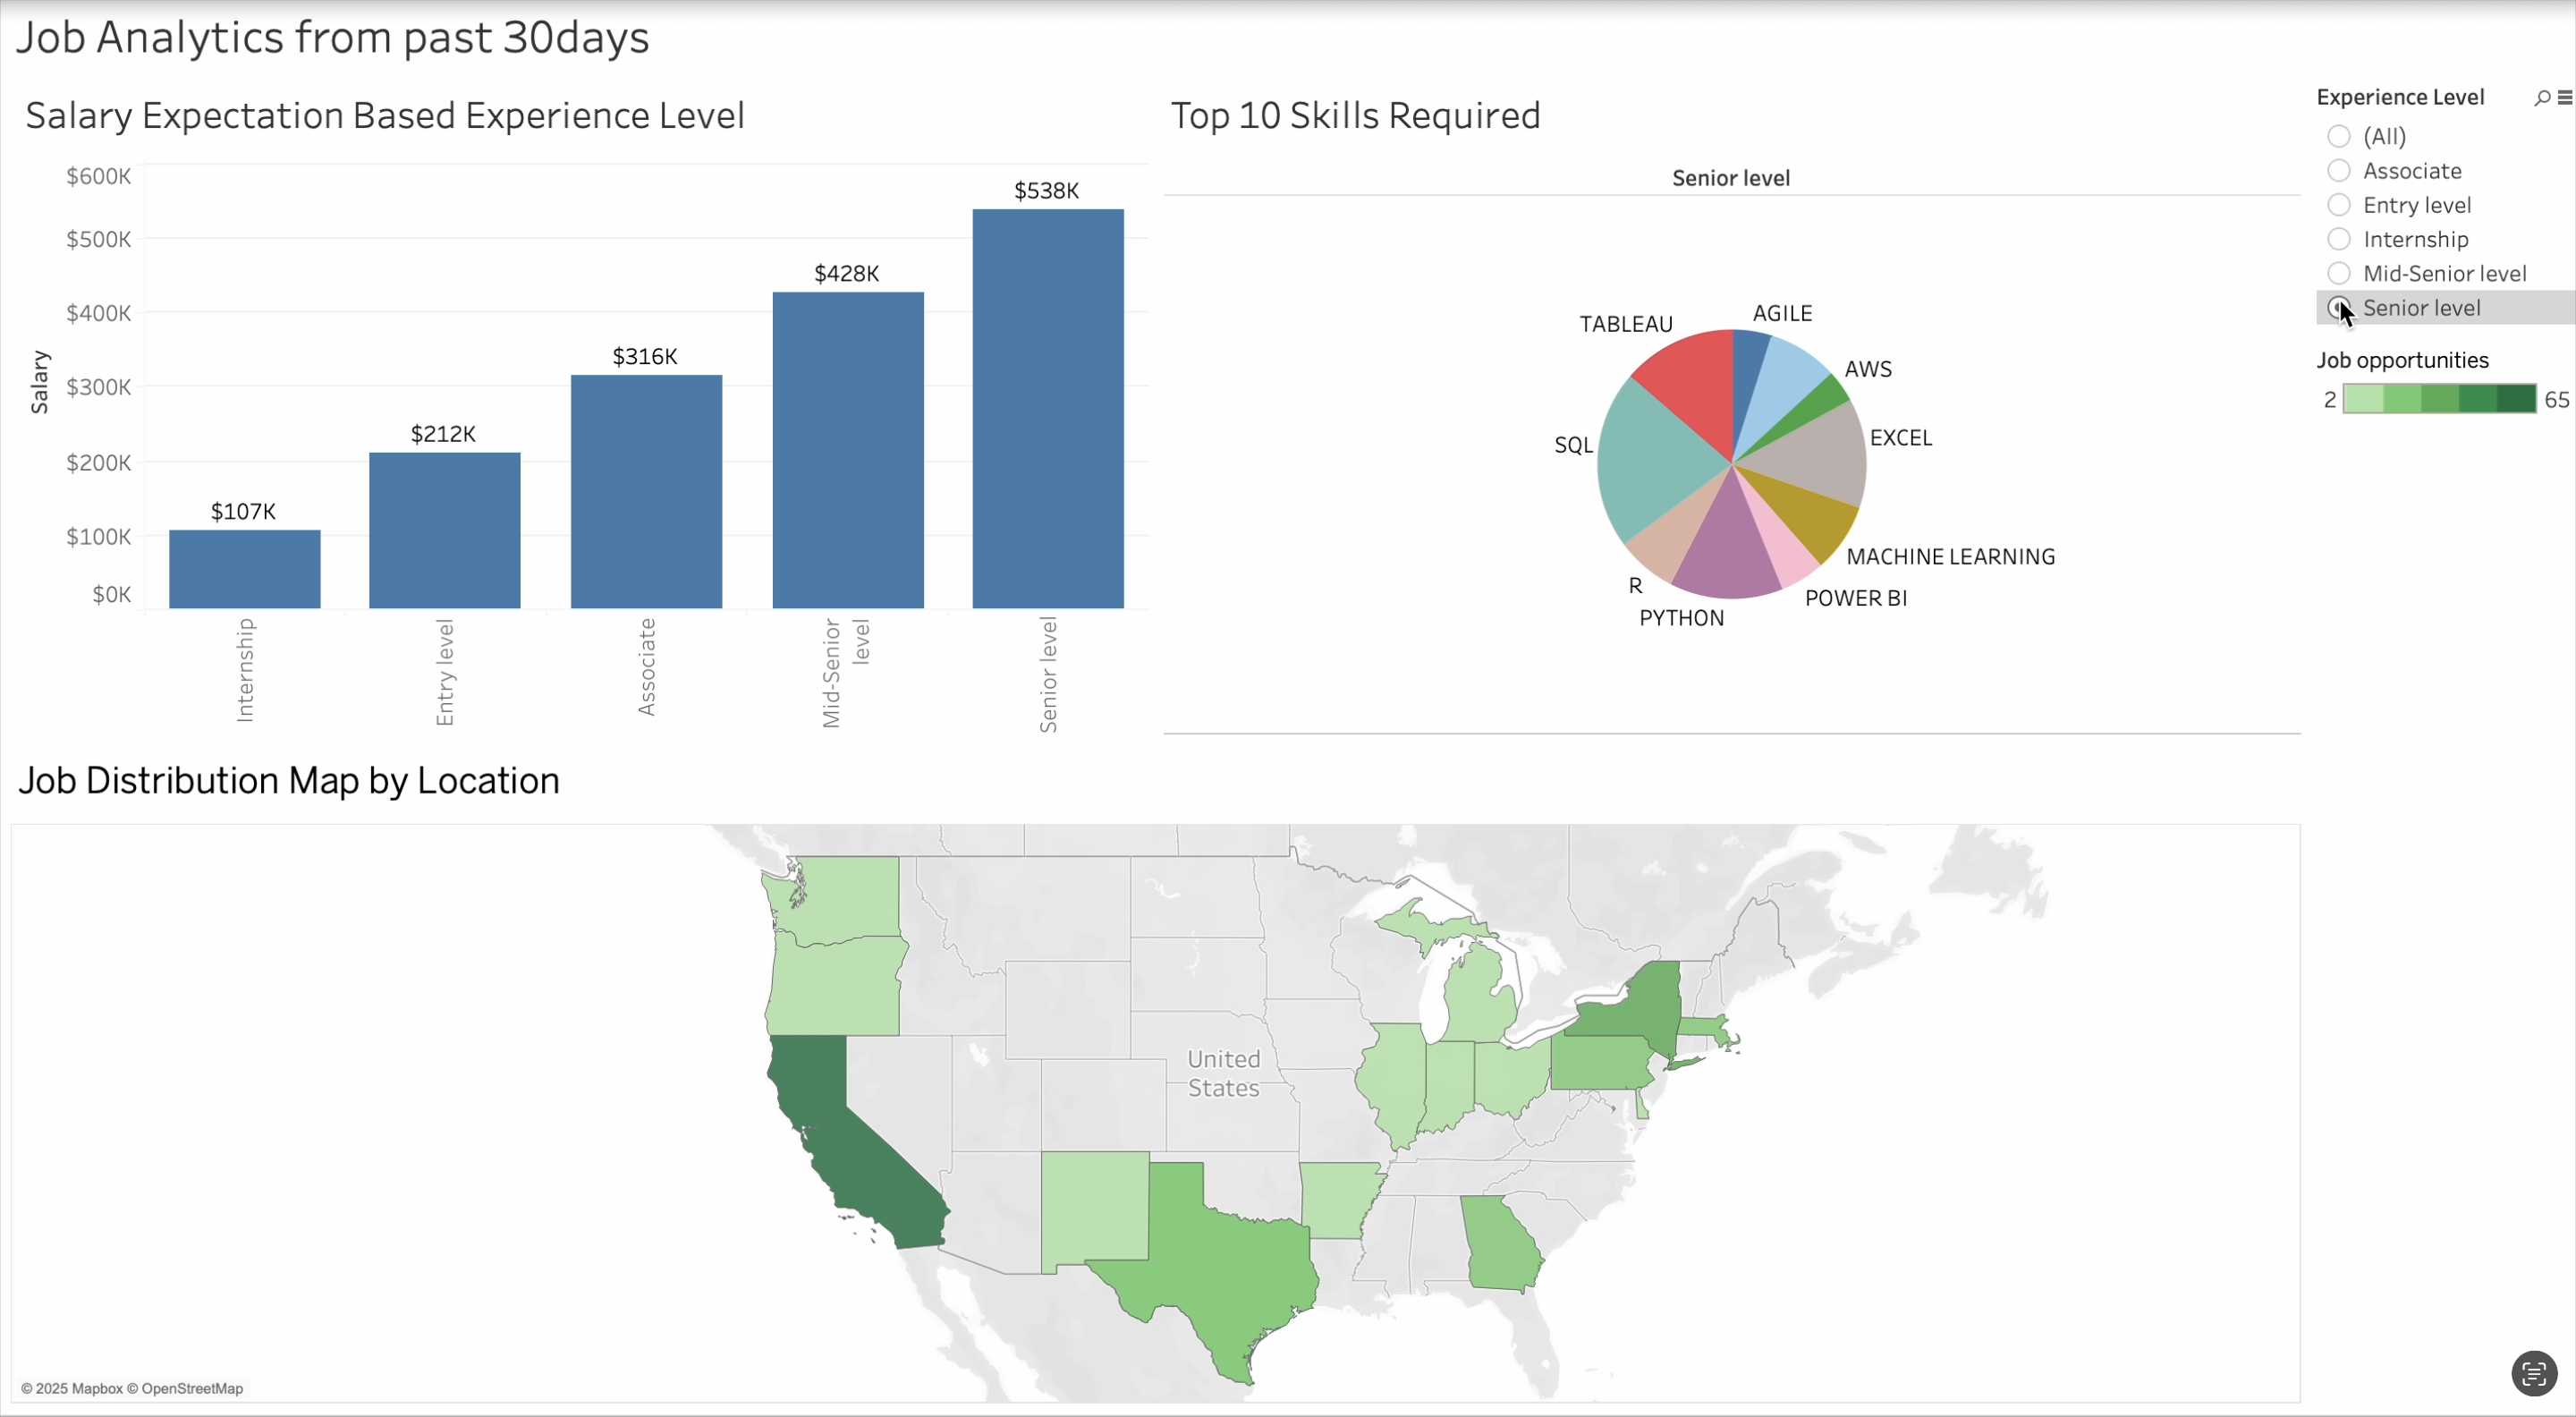 Job Analytics from past 30days
Salary Expectation Based Experience Level
$600K
$500K
$400K
$300K
$200K
$100K
$0K
Salary
$107K
$212K
$316K
$428K
$538K
Internship
Entry level
Associate
Mid-Senior
level
Senior level
Top 10 Skills Required
Senior level
TABLEAU
AGILE
AWS
SQL
EXCEL
MACHINE LEARNING
R
POWER BI
PYTHON
Experience Level
(All)
Associate
Entry level
Internship
Mid-Senior level
Senior level
Job opportunities
2
65
Job Distribution Map by Location
United
States
© 2025 Mapbox © OpenStreetMap